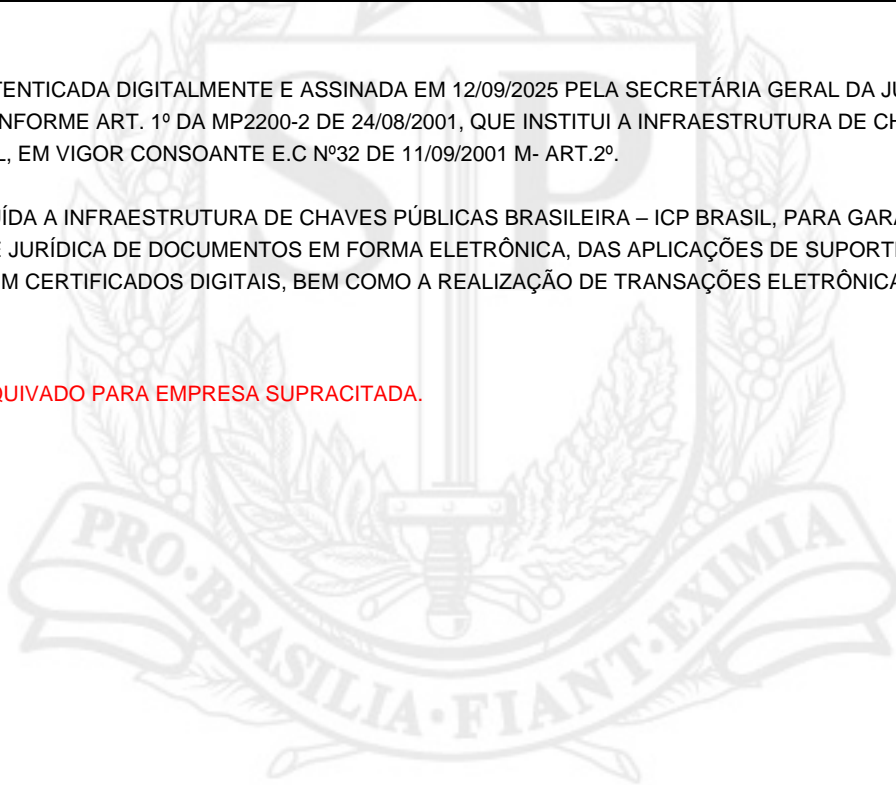 TENTICADA DIGITALMENTE E ASSINADA EM 12/09/2025 PELA SECRETÁRIA GERAL DA JU
NFORME ART. 1º DA MP2200-2 DE 24/08/2001, QUE INSTITUI A INFRAESTRUTURA DE CH
L, EM VIGOR CONSOANTE E.C Nº32 DE 11/09/2001 M- ART.2º.
ÍDA A INFRAESTRUTURA DE CHAVES PÚBLICAS BRASILEIRA – ICP BRASIL, PARA GARA
E JURÍDICA DE DOCUMENTOS EM FORMA ELETRÔNICA, DAS APLICAÇÕES DE SUPORTE
M CERTIFICADOS DIGITAIS, BEM COMO A REALIZAÇÃO DE TRANSAÇÕES ELETRÔNICA
QUIVADO PARA EMPRESA SUPRACITADA.
SP
PRO·BRASILIA·FIANT·EXIMIA